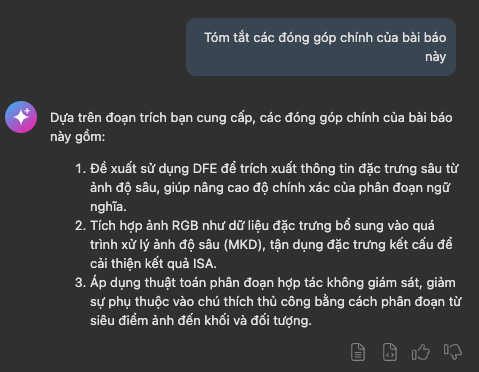 Tóm tắt các đóng góp chính của bài báo
này
Dựa trên đoạn trích bạn cung cấp, các đóng góp chính của bài báo
này gồm:
1. Đề xuất sử dụng DFE để trích xuất thông tin đặc trưng sâu từ
ảnh độ sâu, giúp nâng cao độ chính xác của phân đoạn ngữ
nghĩa.
2. Tích hợp ảnh RGB như dữ liệu đặc trưng bổ sung vào quá
trình xử lý ảnh độ sâu (MKD), tận dụng đặc trưng kết cấu để
cải thiện kết quả ISA.
3. Áp dụng thuật toán phân đoạn hợp tác không giám sát, giảm
sự phụ thuộc vào chú thích thủ công bằng cách phân đoạn từ
siêu điểm ảnh đến khối và đối tượng.